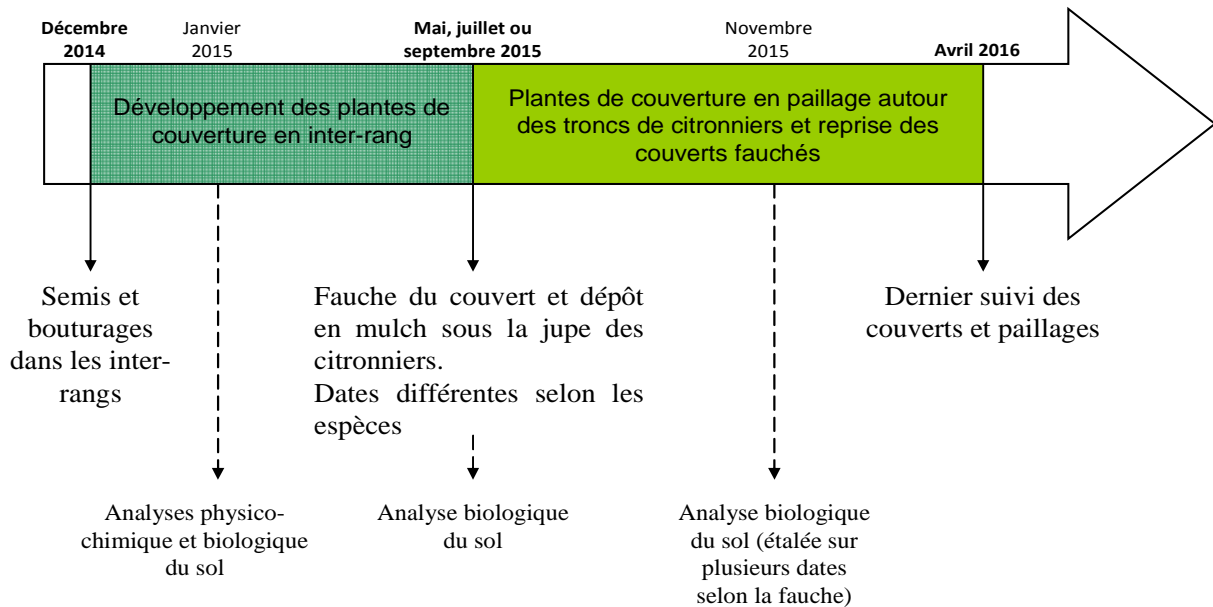 Décembre
2014
Janvier
2015
Mai, juillet ou
septembre 2015
Novembre
2015
Avril 2016
Développement des plantes de
couverture en inter-rang
Plantes de couverture en paillage autour
des troncs de citronniers et reprise des
couverts fauchés
Semis et
bouturages
dans les inter-
rangs
Fauche du couvert et dépôt
en mulch sous la jupe des
citronniers.
Dates différentes selon les
espèces
Dernier suivi des
couverts et paillages
Analyses physico-
chimique et biologique
du sol
Analyse biologique
du sol
Analyse biologique
du sol (étalée sur
plusieurs dates
selon la fauche)